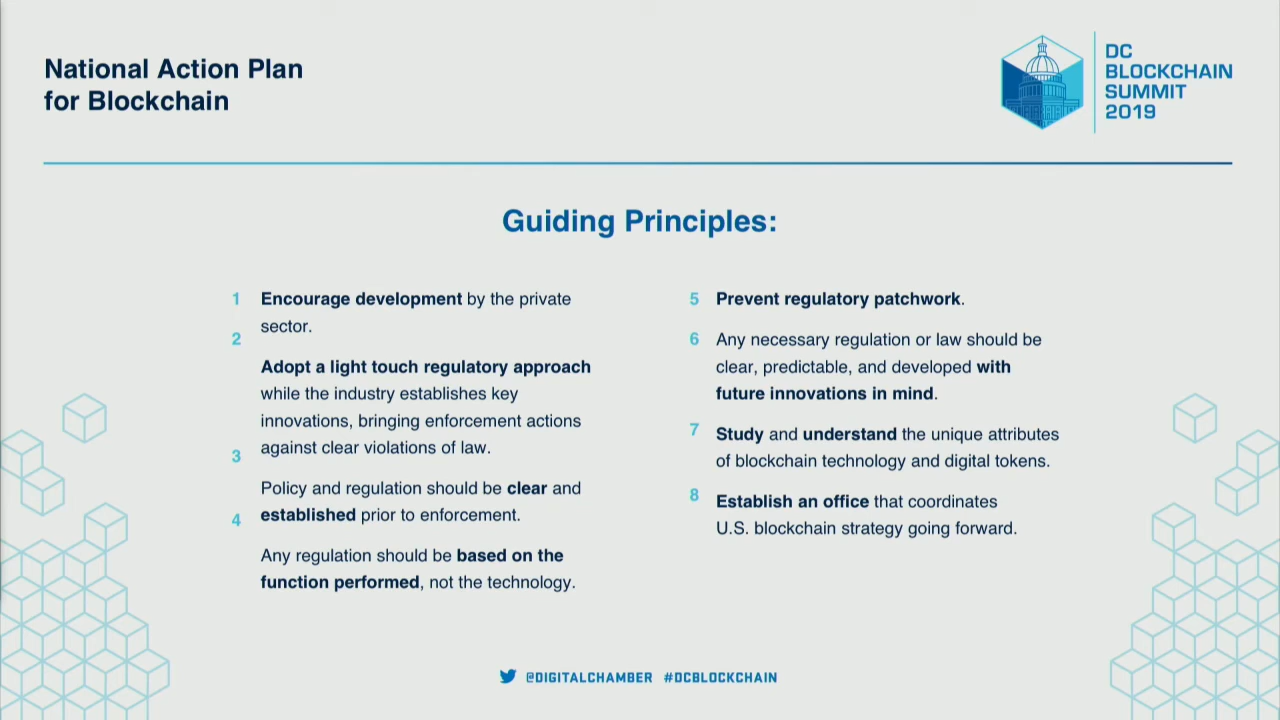 National Action Plan
for Blockchain
DC
BLOCKCHAIN
SUMMIT
2019
Guiding Principles:
1 Encourage development by the private
sector.
2
Adopt a light touch regulatory approach
while the industry establishes key
innovations, bringing enforcement actions
against clear violations of law.
3
Policy and regulation should be clear and
established prior to enforcement.
4
Any regulation should be based on the
function performed, not the technology.
5 Prevent regulatory patchwork.
6 Any necessary regulation or law should be
clear, predictable, and developed with
future innovations in mind.
7 Study and understand the unique attributes
of blockchain technology and digital tokens.
8 Establish an office that coordinates
U.S. blockchain strategy going forward.
@DIGITALCHAMBER #DCBLOCKCHAIN